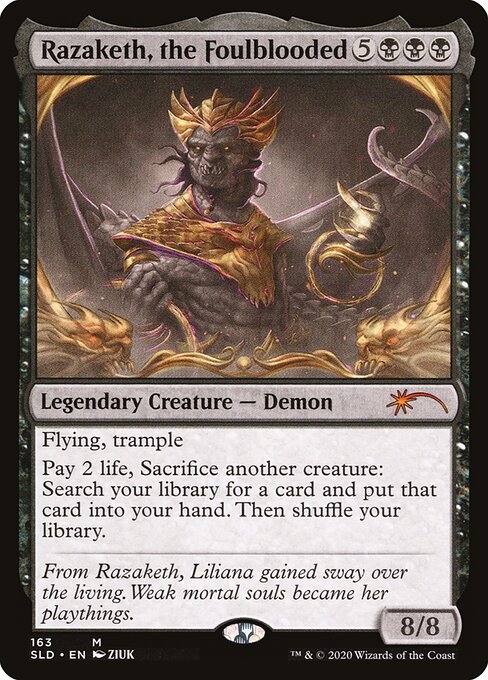 Razaketh, the Foulblooded 5
Legendary Creature — Demon
Flying, trample
Pay 2 life, Sacrifice another creature:
Search your library for a card and put that
card into your hand. Then shuffle your
library.
From Razaketh, Liliana gained sway over
the living. Weak mortal souls became her
playthings.
8/8
163 M
SLD • EN ZIUK
™ & © 2020 Wizards of the Coast